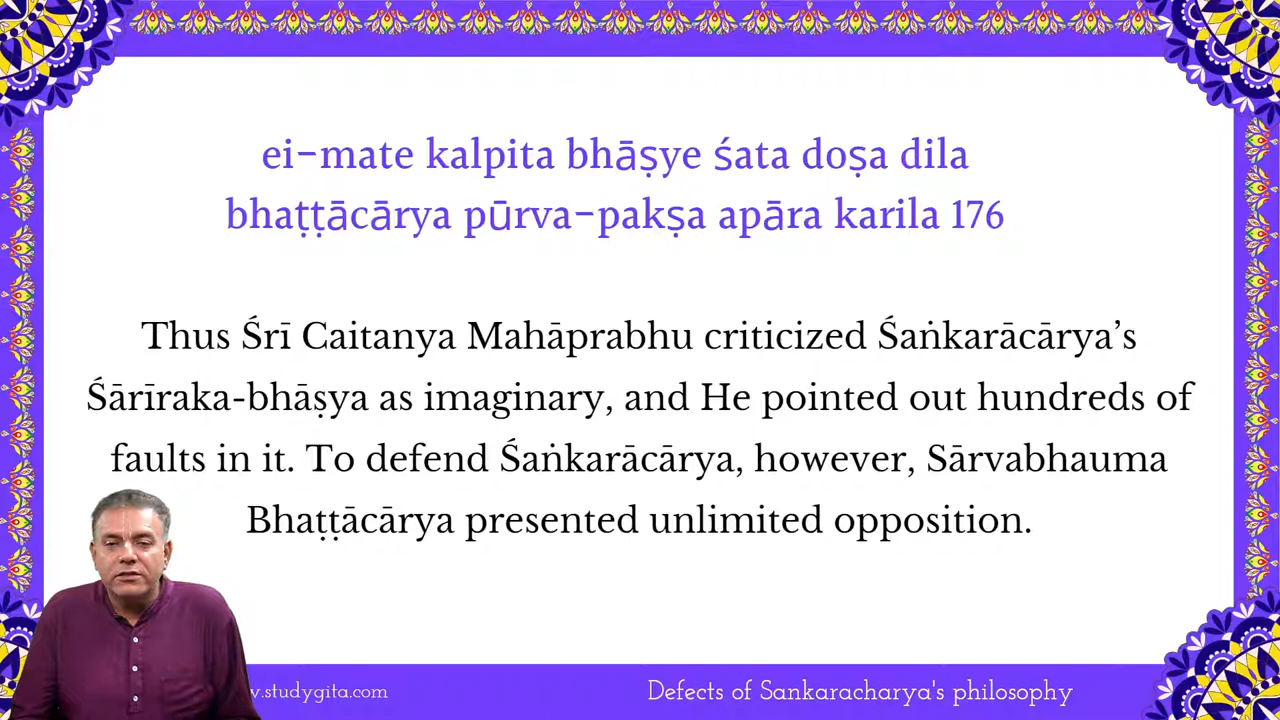 ei-mate kalpita bhāṣye śata doṣa dila
bhaṭṭācārya pūrva-pakṣa apāra karila 176
Thus Śrī Caitanya Mahāprabhu criticized Śaṅkarācārya’s
Śārīraka-bhāṣya as imaginary, and He pointed out hundreds of
faults in it. To defend Śaṅkarācārya, however, Sārvabhauma
Bhaṭṭācārya presented unlimited opposition.
.studygita.com
Defects of Sankaracharya's philosophy